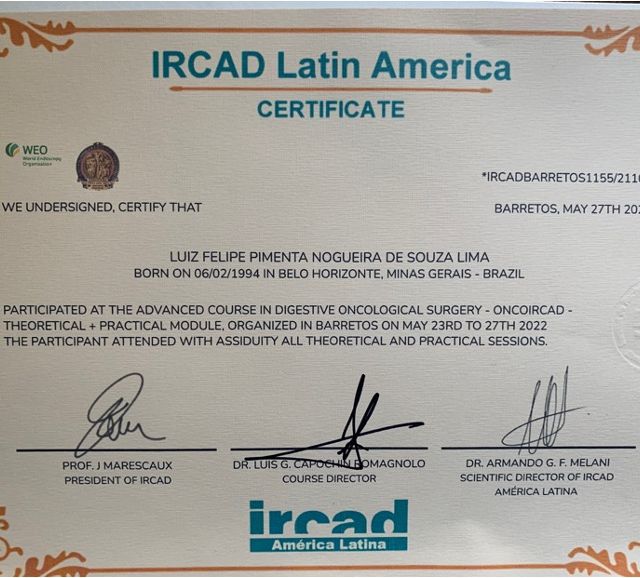 IRCAD Latin America
CERTIFICATE
WEO
World Endoscopy
Organization
*IRCADBARRETOS1155/2110
WE UNDERSIGNED, CERTIFY THAT
BARRETOS, MAY 27TH 202
LUIZ FELIPE PIMENTA NOGUEIRA DE SOUZA LIMA
BORN ON 06/02/1994 IN BELO HORIZONTE, MINAS GERAIS - BRAZIL
PARTICIPATED AT THE ADVANCED COURSE IN DIGESTIVE ONCOLOGICAL SURGERY - ONCOIRCAD -
THEORETICAL + PRACTICAL MODULE, ORGANIZED IN BARRETOS ON MAY 23RD TO 27TH 2022
THE PARTICIPANT ATTENDED WITH ASSIDUITY ALL THEORETICAL AND PRACTICAL SESSIONS.
PROF. J MARESCAUX
PRESIDENT OF IRCAD
DR. LUIS G. CAPOCHIN ROMAGNOLO
COURSE DIRECTOR
DR. ARMANDO G. F. MELANI
SCIENTIFIC DIRECTOR OF IRCAD
AMÉRICA LATINA
ircad
América Latina